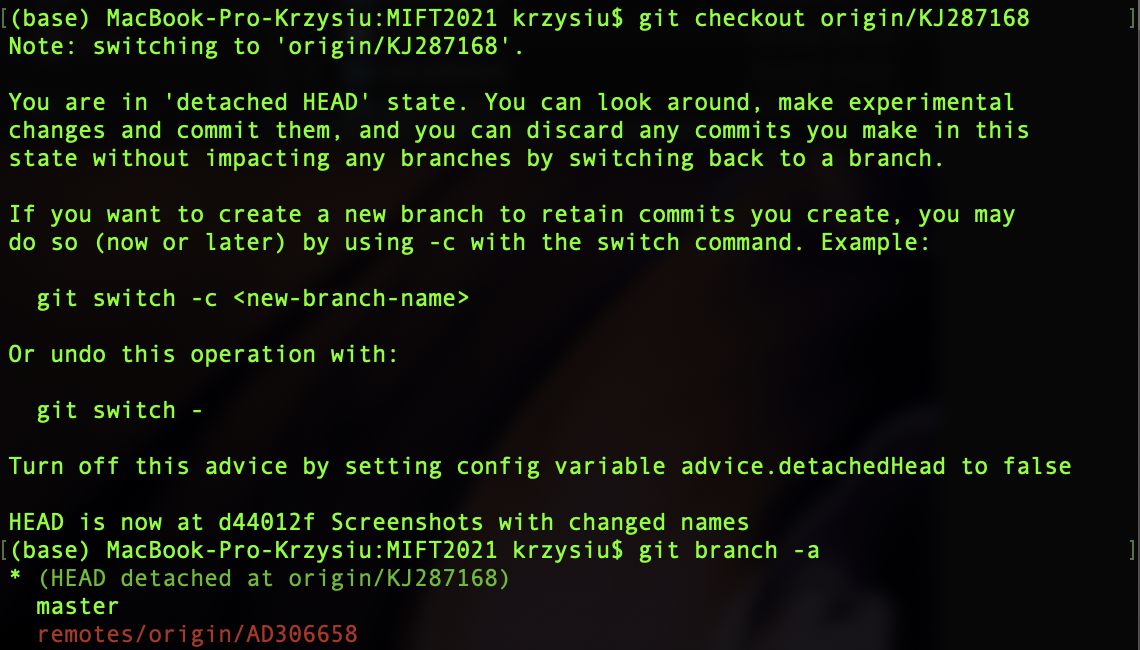 [(base) MacBook-Pro-Krzysiu:MIFT2021 krzysiu$ git checkout origin/KJ287168 ]
Note: switching to 'origin/KJ287168'.

You are in 'detached HEAD' state. You can look around, make experimental
changes and commit them, and you can discard any commits you make in this
state without impacting any branches by switching back to a branch.

If you want to create a new branch to retain commits you create, you may
do so (now or later) by using -c with the switch command. Example:

  git switch -c <new-branch-name>

Or undo this operation with:

  git switch -

Turn off this advice by setting config variable advice.detachedHead to false

HEAD is now at d44012f Screenshots with changed names
[(base) MacBook-Pro-Krzysiu:MIFT2021 krzysiu$ git branch -a ]
* (HEAD detached at origin/KJ287168)
  master
  remotes/origin/AD306658